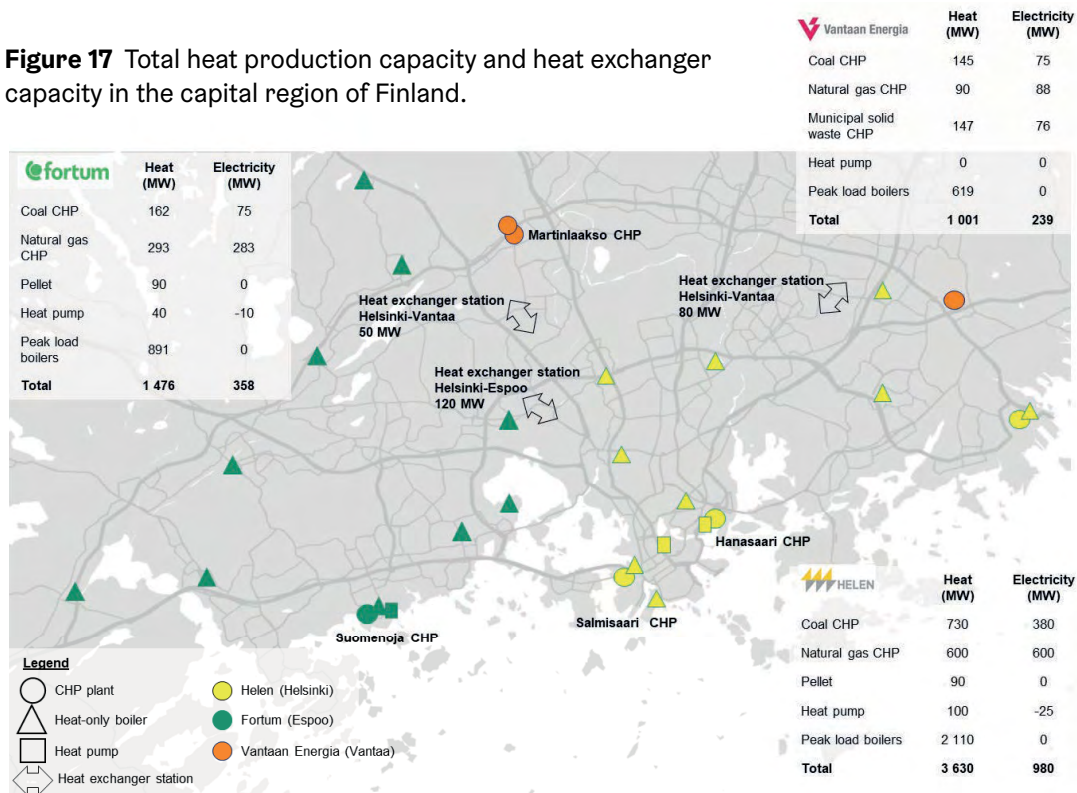 Figure 17 Total heat production capacity and heat exchanger
capacity in the capital region of Finland.
Vantaan Energia
Heat
(MW)
Electricity
(MW)
Coal CHP 145 75
Natural gas CHP 90 88
Municipal solid
waste CHP 147 76
Heat pump 0 0
Peak load boilers 619 0
Total 1 001 239
fortum
Heat
(MW)
Electricity
(MW)
Coal CHP 162 75
Natural gas
CHP 293 283
Pellet 90 0
Heat pump 40 -10
Peak load
boilers 891 0
Total 1 476 358
Martinlaakso CHP
Heat exchanger station
Helsinki-Vantaa
50 MW
Heat exchanger station
Helsinki-Vantaa
80 MW
Heat exchanger station
Helsinki-Espoo
120 MW
Hanasaari CHP
Salmisaari CHP
Suomenoja CHP
Legend
CHP plant
Heat-only boiler
Heat pump
Heat exchanger station
Helen (Helsinki)
Fortum (Espoo)
Vantaan Energia (Vantaa)
HELEN
Heat
(MW)
Electricity
(MW)
Coal CHP 730 380
Natural gas CHP 600 600
Pellet 90 0
Heat pump 100 -25
Peak load boilers 2 110 0
Total 3 630 980